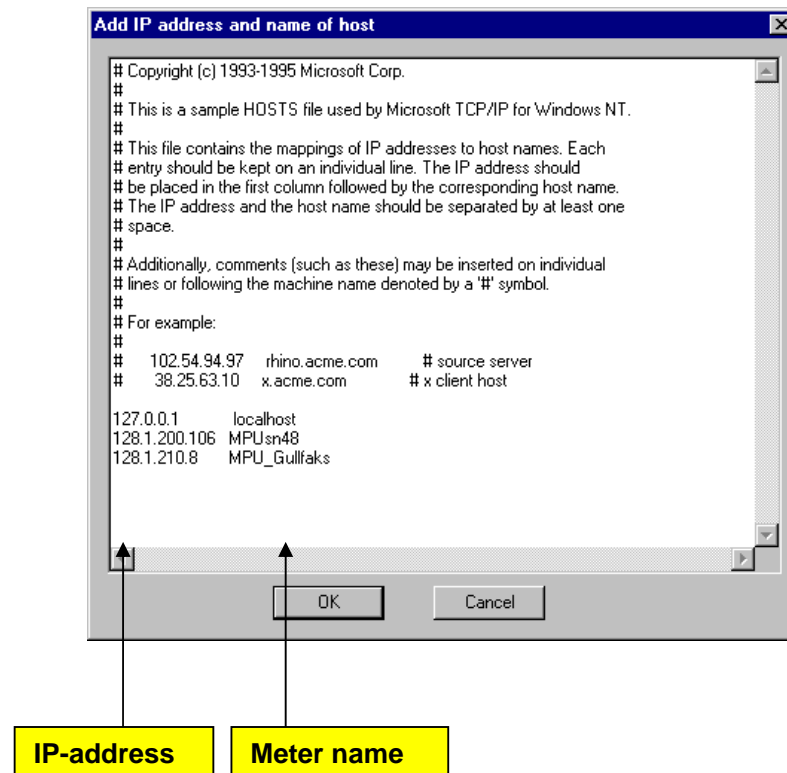 Add IP address and name of host
# Copyright (c) 1993-1995 Microsoft Corp.
#
# This is a sample HOSTS file used by Microsoft TCP/IP for Windows NT.
#
# This file contains the mappings of IP addresses to host names. Each
# entry should be kept on an individual line. The IP address should
# be placed in the first column followed by the corresponding host name.
# The IP address and the host name should be separated by at least one
# space.
#
# Additionally, comments (such as these) may be inserted on individual
# lines or following the machine name denoted by a '#' symbol.
#
# For example:
#
# 102.54.94.97 rhino.acme.com # source server
# 38.25.63.10 x.acme.com # x client host
127.0.0.1 localhost
128.1.200.106 MPUsn48
128.1.210.8 MPU_Gullfaks
OK Cancel
IP-address Meter name